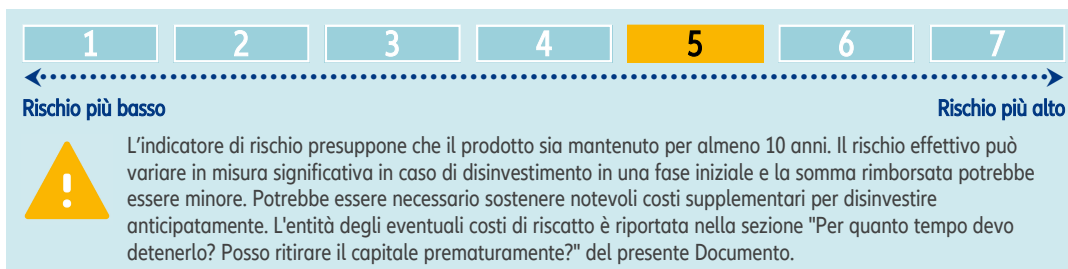 1 2 3 4 5 6 7
Rischio più basso Rischio più alto
L'indicatore di rischio presuppone che il prodotto sia mantenuto per almeno 10 anni. Il rischio effettivo può
variare in misura significativa in caso di disinvestimento in una fase iniziale e la somma rimborsata potrebbe
essere minore. Potrebbe essere necessario sostenere notevoli costi supplementari per disinvestire
anticipatamente. L'entità degli eventuali costi di riscatto è riportata nella sezione "Per quanto tempo devo
detenerlo? Posso ritirare il capitale prematuramente?" del presente Documento.